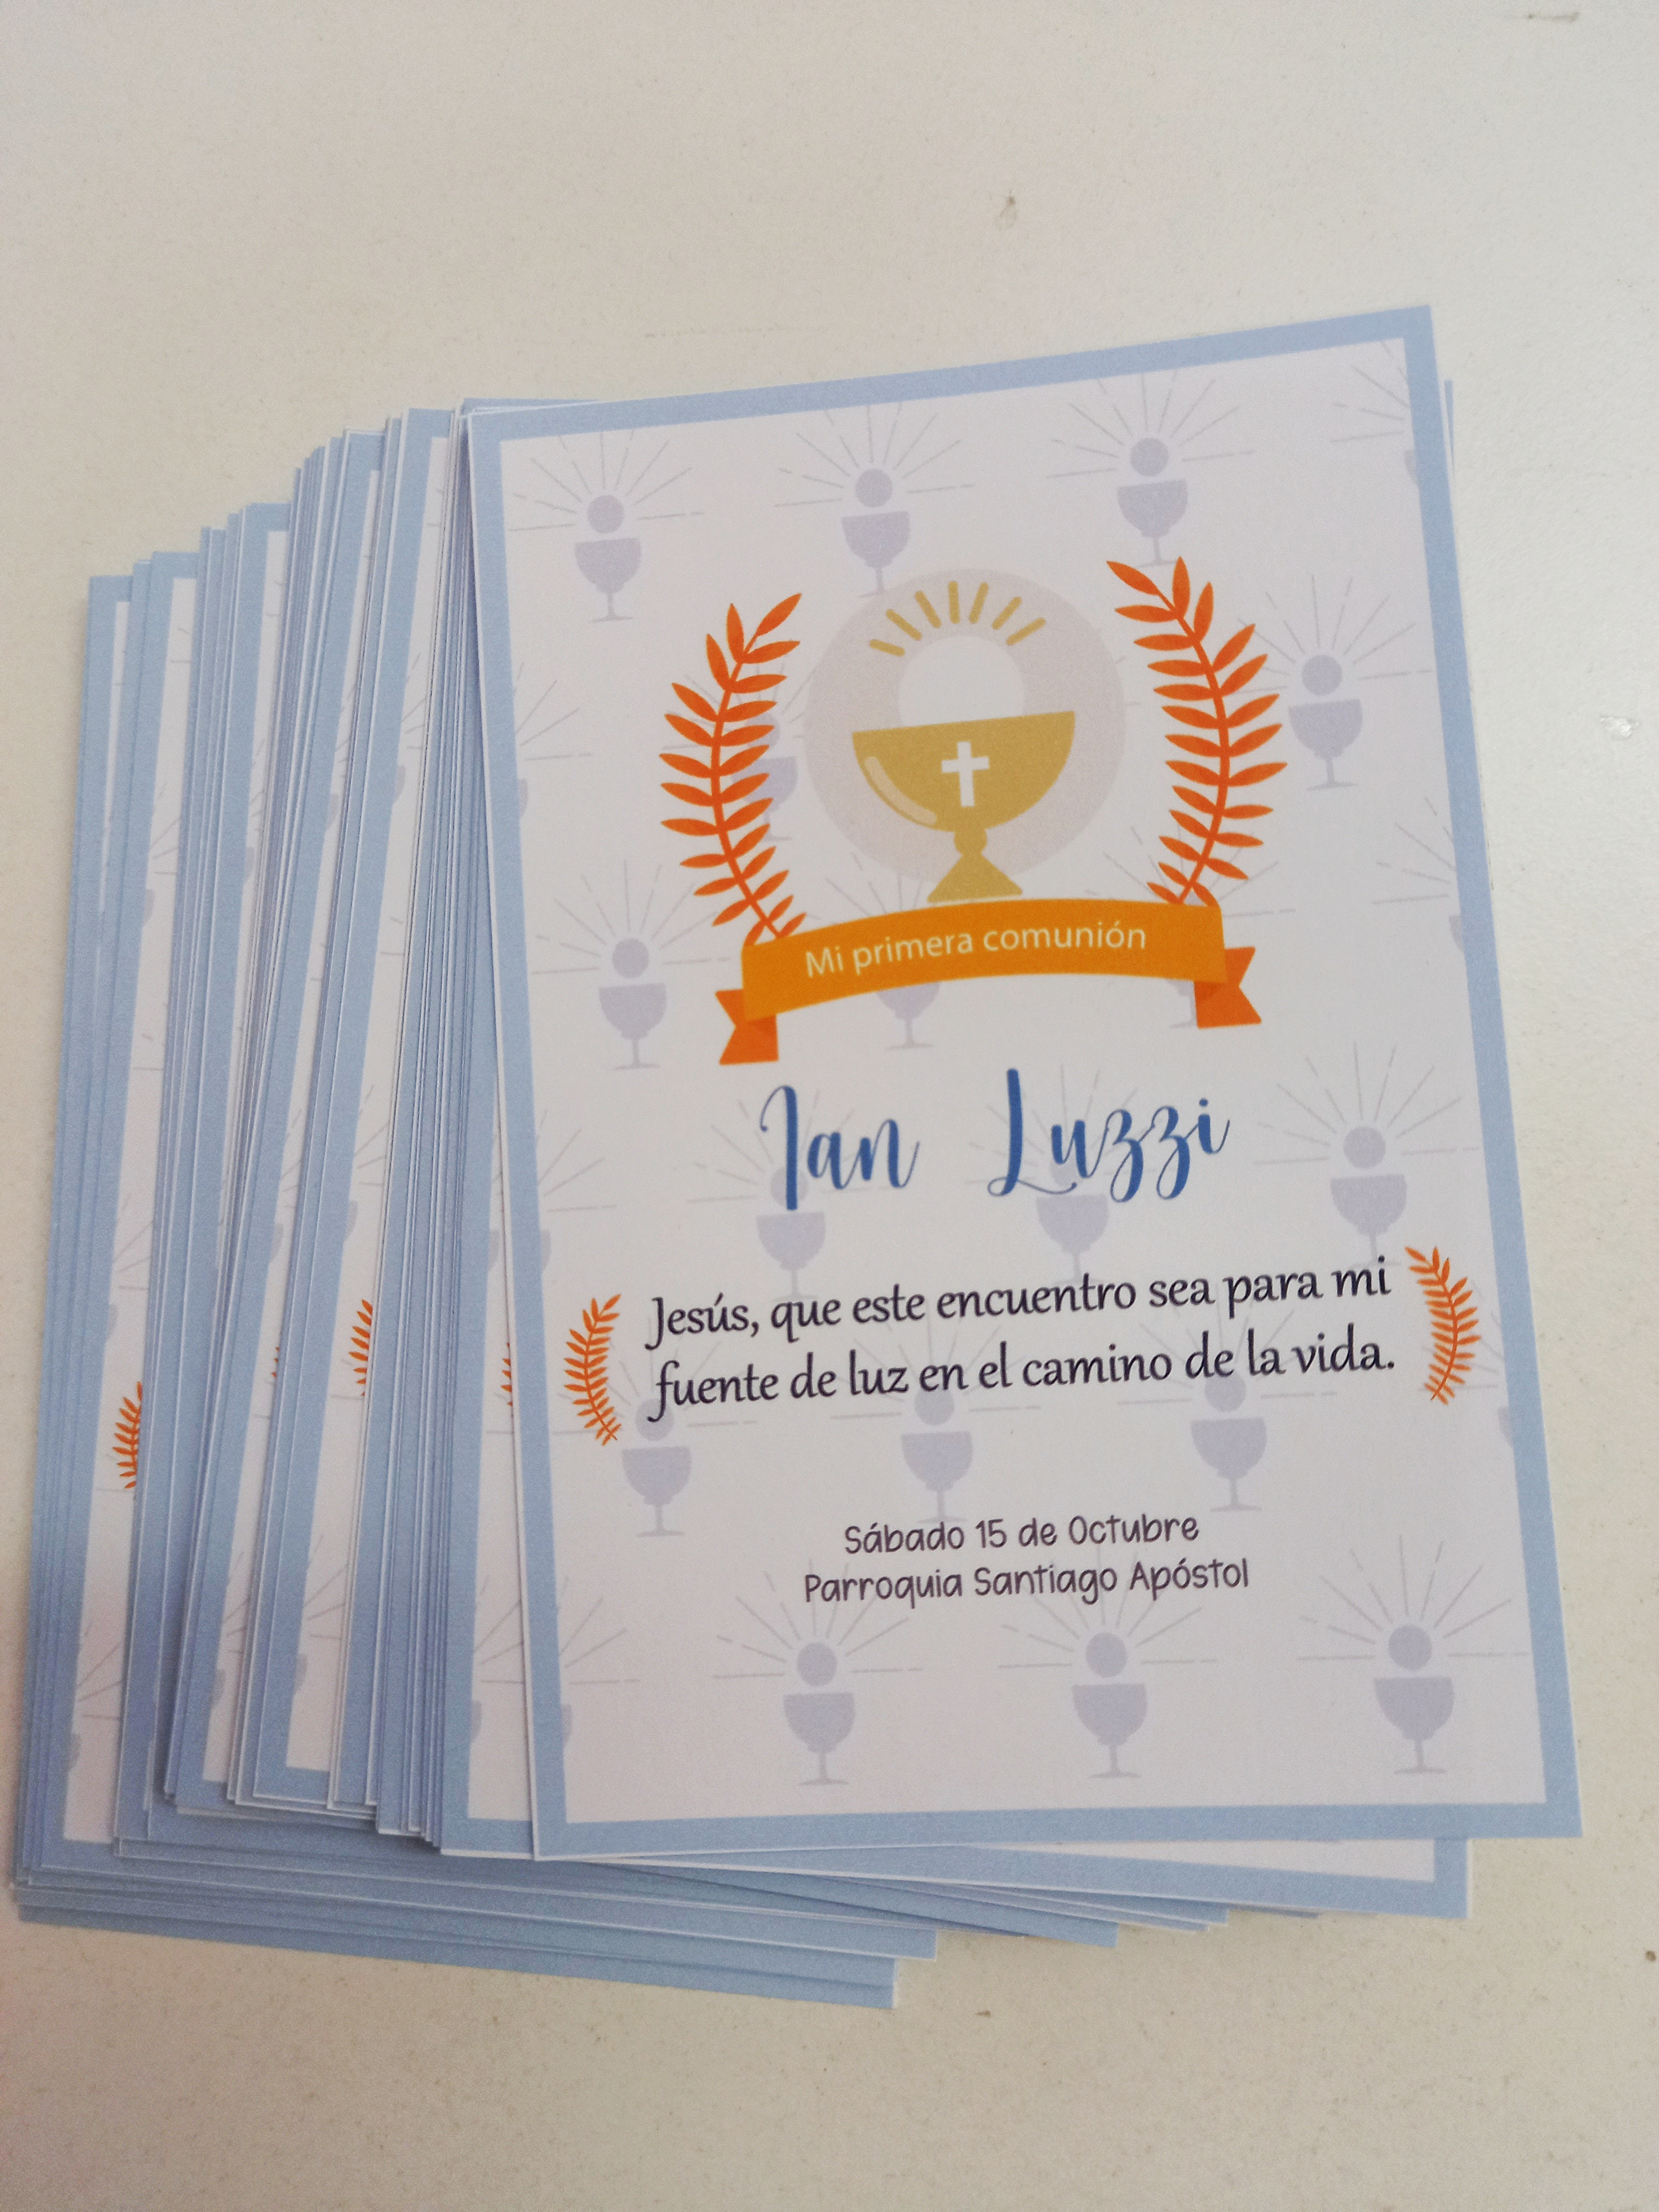 Mi primera comunión
Ian Luzzi
Jesús, que este encuentro sea para mi
fuente de luz en el camino de la vida.
Sábado 15 de Octubre
Parroquia Santiago Apóstol